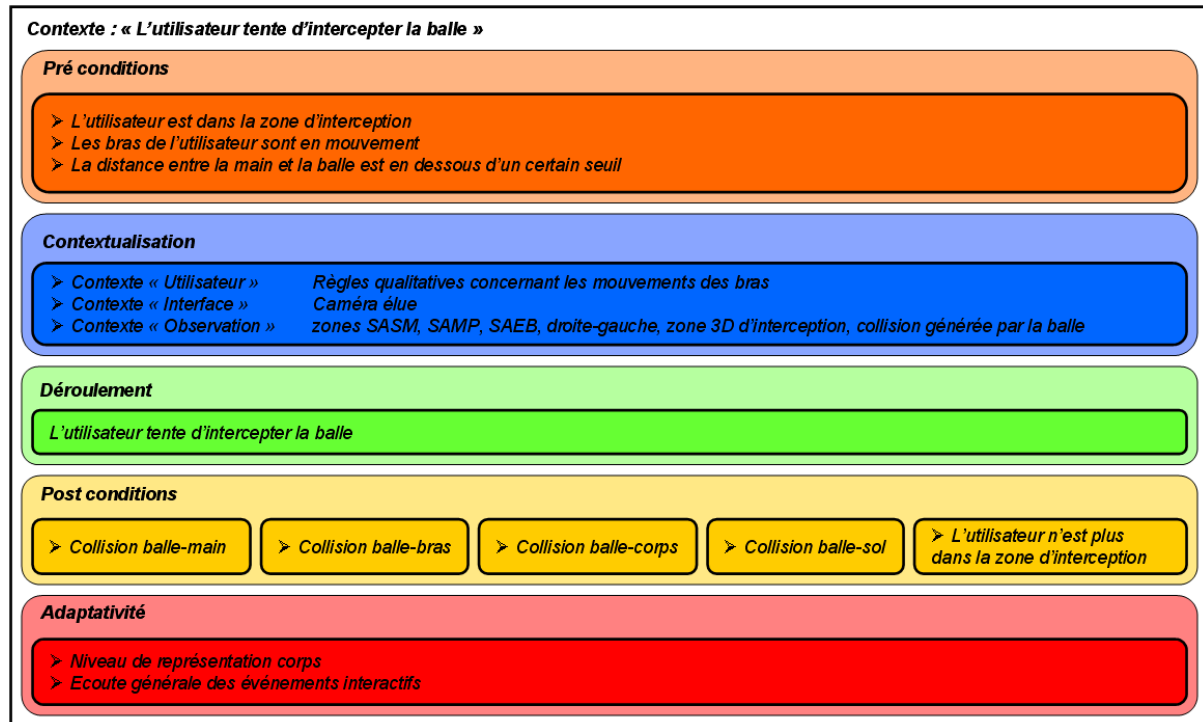 Contexte : « L'utilisateur tente d'intercepter la balle »
Pré conditions
➢ L'utilisateur est dans la zone d'interception
➢ Les bras de l'utilisateur sont en mouvement
➢ La distance entre la main et la balle est en dessous d'un certain seuil
Contextualisation
➢ Contexte « Utilisateur » Règles qualitatives concernant les mouvements des bras
➢ Contexte « Interface » Caméra élue
➢ Contexte « Observation » zones SASM, SAMP, SAEB, droite-gauche, zone 3D d'interception, collision générée par la balle
Déroulement
L'utilisateur tente d'intercepter la balle
Post conditions
➢ Collision balle-main
➢ Collision balle-bras
➢ Collision balle-corps
➢ Collision balle-sol
➢ L'utilisateur n'est plus
dans la zone d'interception
Adaptativité
➢ Niveau de représentation corps
➢ Ecoute générale des événements interactifs